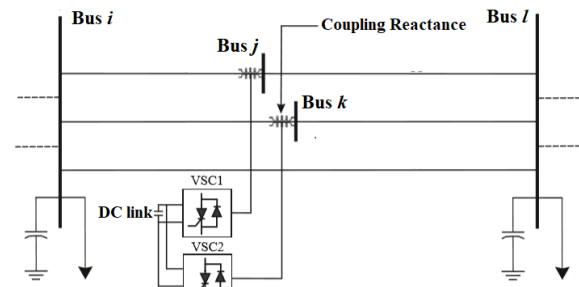 Bus i
Bus l
Coupling Reactance
Bus j
Bus k
VSC1
DC link
VSC2